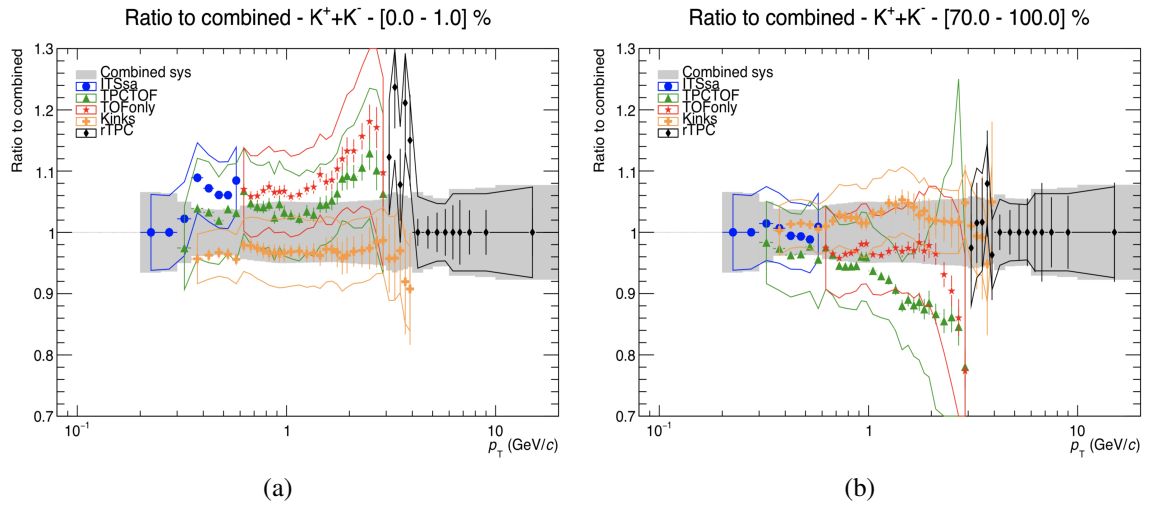 Ratio to combined - K⁺+K⁻ - [0.0 - 1.0] %
Ratio to combined
1.3
1.2
1.1
1
0.9
0.8
0.7
Combined sys
ITSsa
TPCTOF
TOFonly
Kinks
rTPC
10⁻¹
1
10
p_T (GeV/c)
(a)
Ratio to combined - K⁺+K⁻ - [70.0 - 100.0] %
Ratio to combined
1.3
1.2
1.1
1
0.9
0.8
0.7
Combined sys
ITSsa
TPCTOF
TOFonly
Kinks
rTPC
10⁻¹
1
10
p_T (GeV/c)
(b)